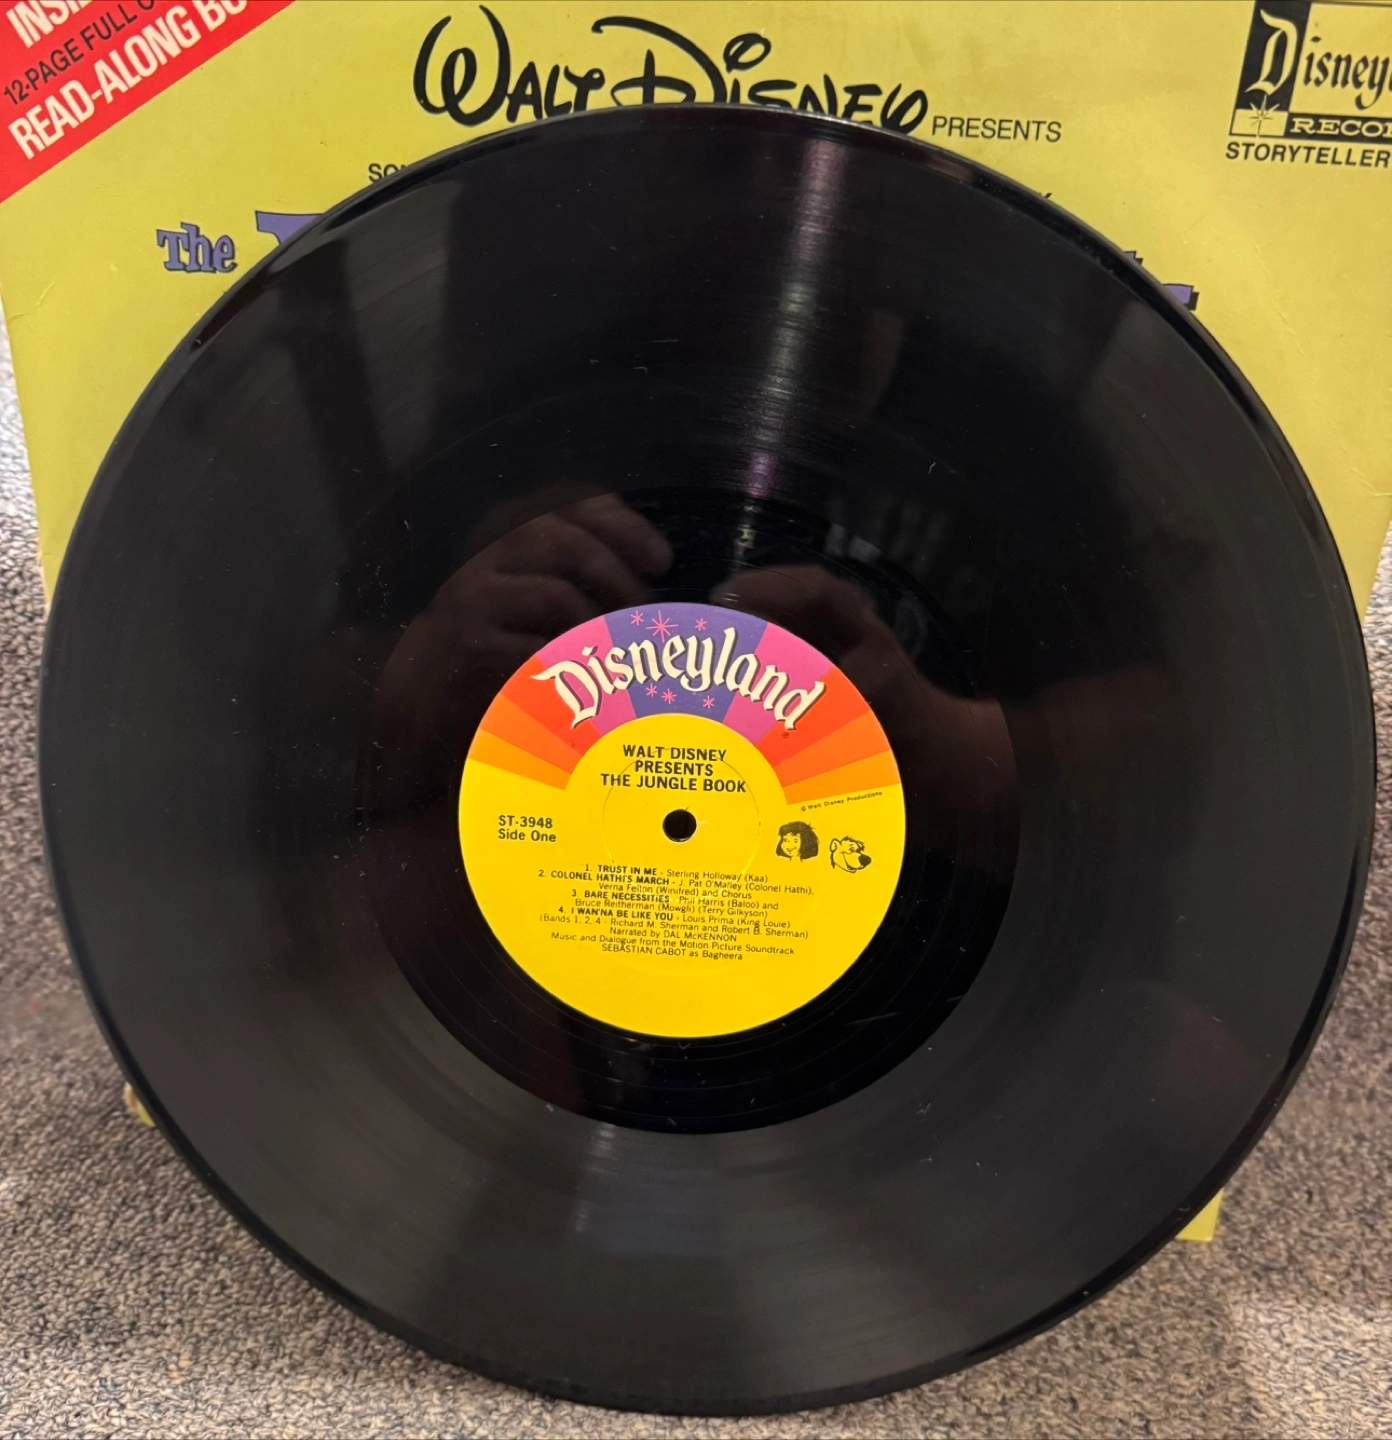 12-PAGE FULL
READ-ALONG
WALT DISNEY PRESENTS
Disney
RECO
STORYTELLER
The
Disneyland
WALT DISNEY
PRESENTS
THE JUNGLE BOOK
© Walt Disney Productions
ST-3948
Side One
1. TRUST IN ME - Sterling Holloway (Kaa)
2. COLONEL HATHI'S MARCH - J. Pat O'Malley (Colonel Hathi),
Verna Felton (Winifred) and Chorus
3. BARE NECESSITIES - Phil Harris (Baloo) and
Bruce Reitherman (Mowgli) (Terry Gilkyson)
4. I WAN'NA BE LIKE YOU - Louis Prima (King Louie)
(Bands 1, 2, 4 - Richard M. Sherman and Robert B. Sherman)
Narrated by DAL McKENNON
Music and Dialogue from the Motion Picture Soundtrack
SEBASTIAN CABOT as Bagheera